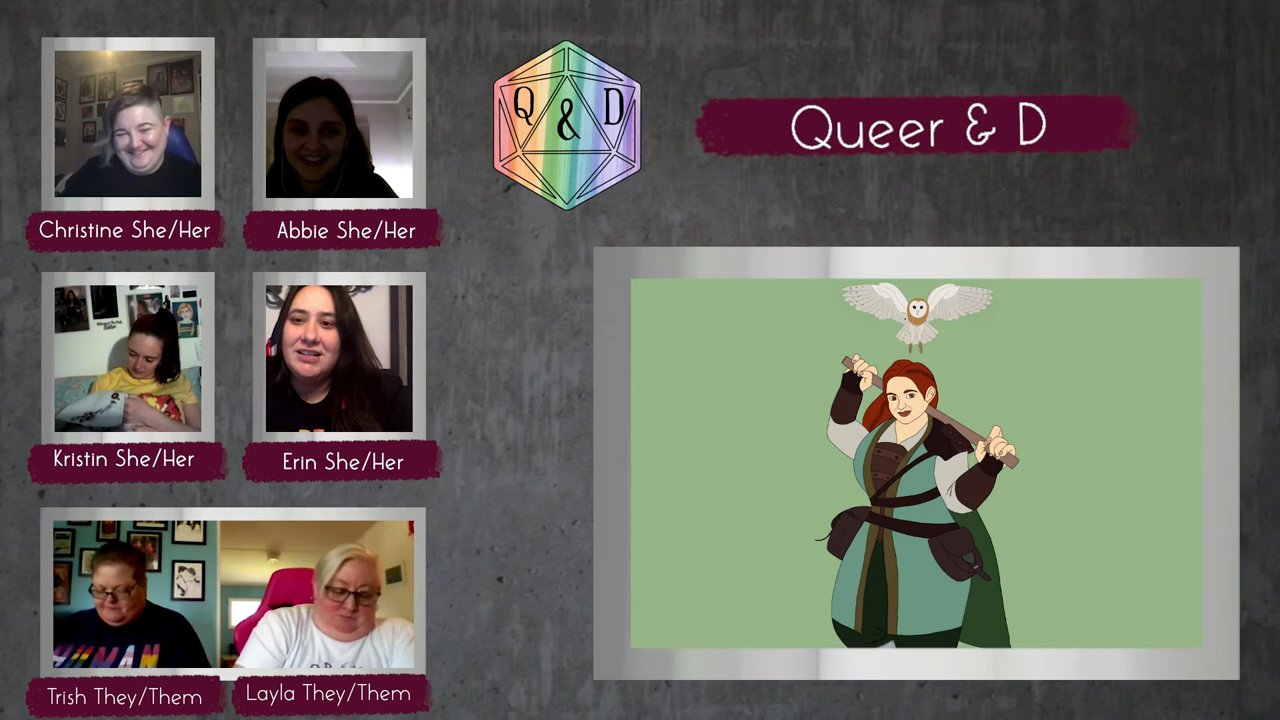 Q & D
Queer & D
Christine She/Her
Abbie She/Her
Kristin She/Her
Erin She/Her
HUMAN
Trish They/Them
Layla They/Them